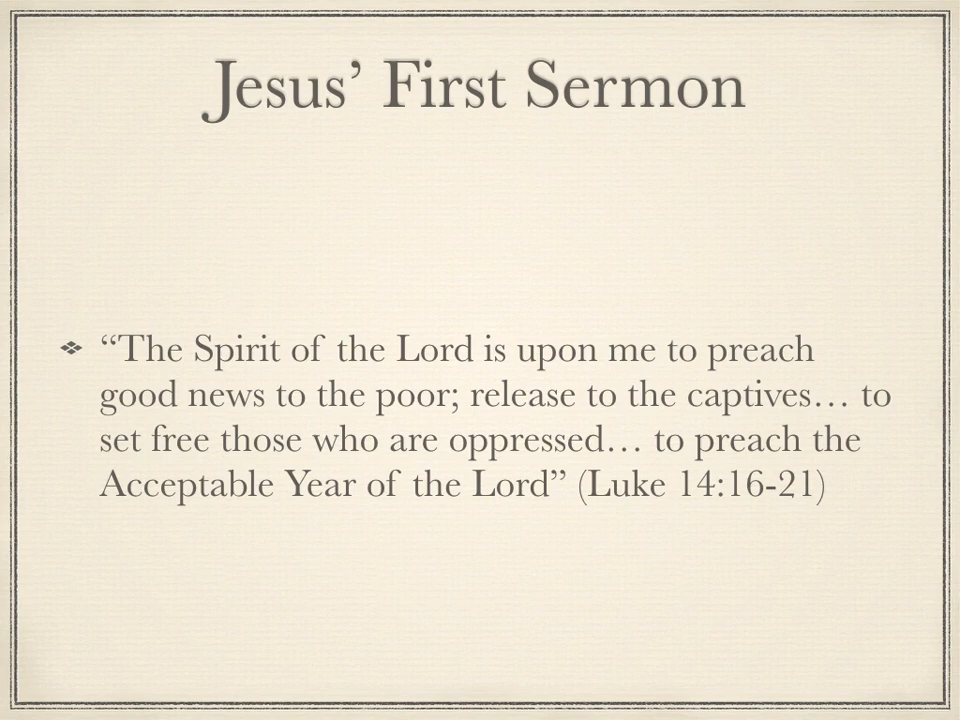 Jesus’ First Sermon
“The Spirit of the Lord is upon me to preach
good news to the poor; release to the captives… to
set free those who are oppressed… to preach the
Acceptable Year of the Lord” (Luke 14:16-21)